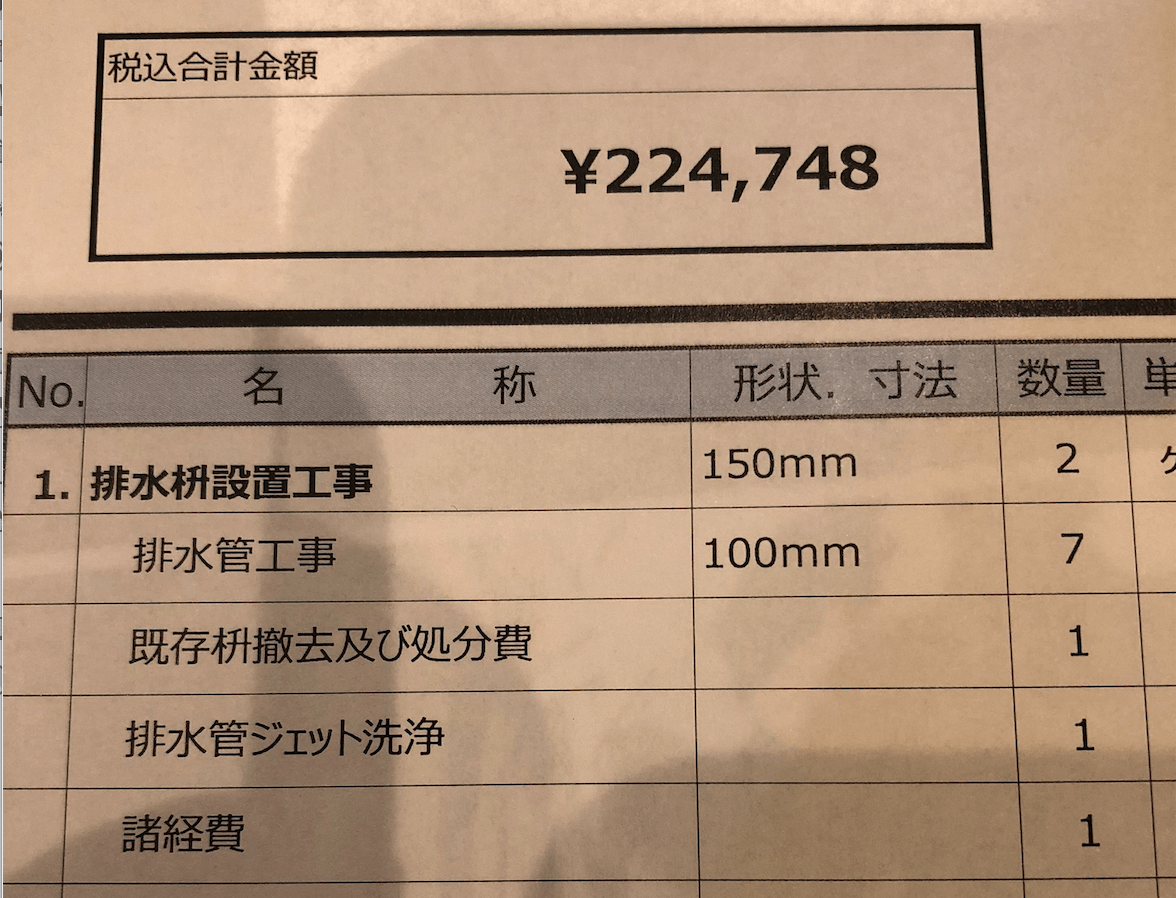 税込合計金額
¥224,748
No. 名 称 形状. 寸法 数量 単
1. 排水枡設置工事 150mm 2 ケ
排水管工事 100mm 7
既存枡撤去及び処分費 1
排水管ジェット洗浄 1
諸経費 1